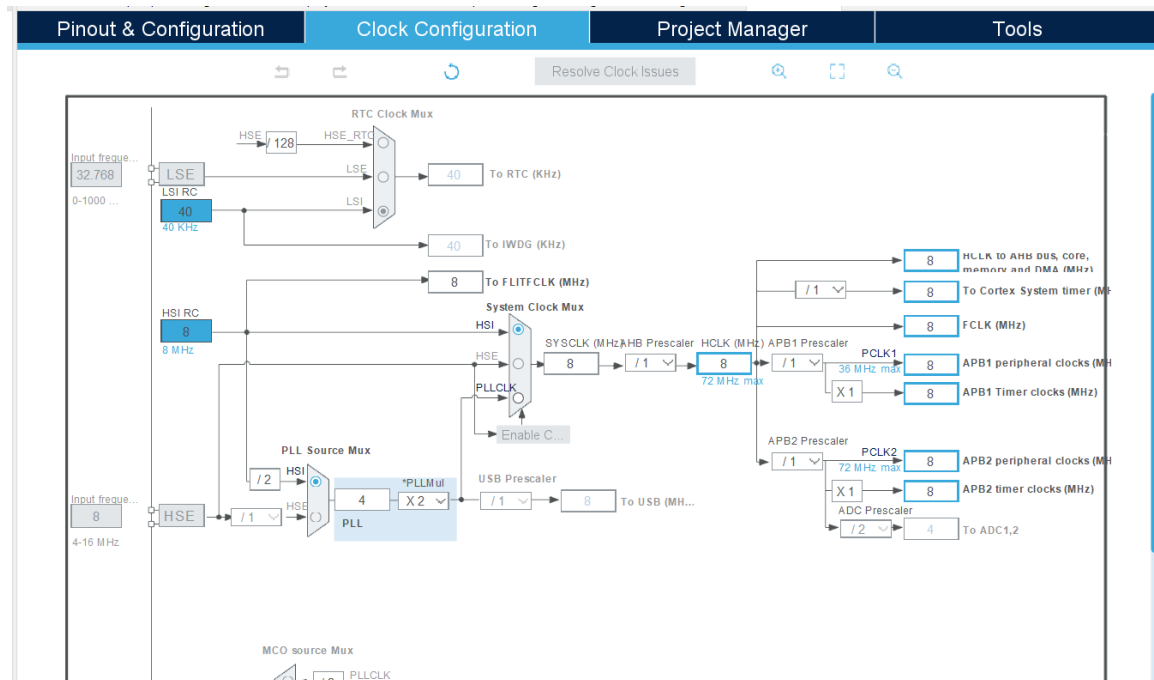 Pinout & Configuration
Clock Configuration
Project Manager
Tools
Resolve Clock Issues
RTC Clock Mux
HSE
/ 128
HSE_RTC
Input freque...
32.768
0-1000 ...
LSE
LSE
40
To RTC (KHz)
LSI RC
40
40 KHz
LSI
40
To IWDG (KHz)
8
To FLITFCLK (MHz)
System Clock Mux
HSI RC
8
8 MHz
HSI
HSE
PLLCLK
SYSCLK (MHz)
8
AHB Prescaler
/ 1
HCLK (MHz)
8
72 MHz max
APB1 Prescaler
/ 1
8
HCLK to AHB bus, core,
memory and DMA (MHz)
/ 1
8
To Cortex System timer (MH
8
FCLK (MHz)
PCLK1
36 MHz max
8
APB1 peripheral clocks (MH
X 1
8
APB1 Timer clocks (MHz)
Enable C...
APB2 Prescaler
/ 1
PCLK2
72 MHz max
8
APB2 peripheral clocks (MH
X 1
8
APB2 timer clocks (MHz)
ADC Prescaler
/ 2
4
To ADC1,2
PLL Source Mux
/ 2
HSI
HSE
4
*PLLMul
X 2
PLL
USB Prescaler
/ 1
8
To USB (MH...
Input freque...
8
4-16 MHz
HSE
/ 1
MCO source Mux
PLLCLK